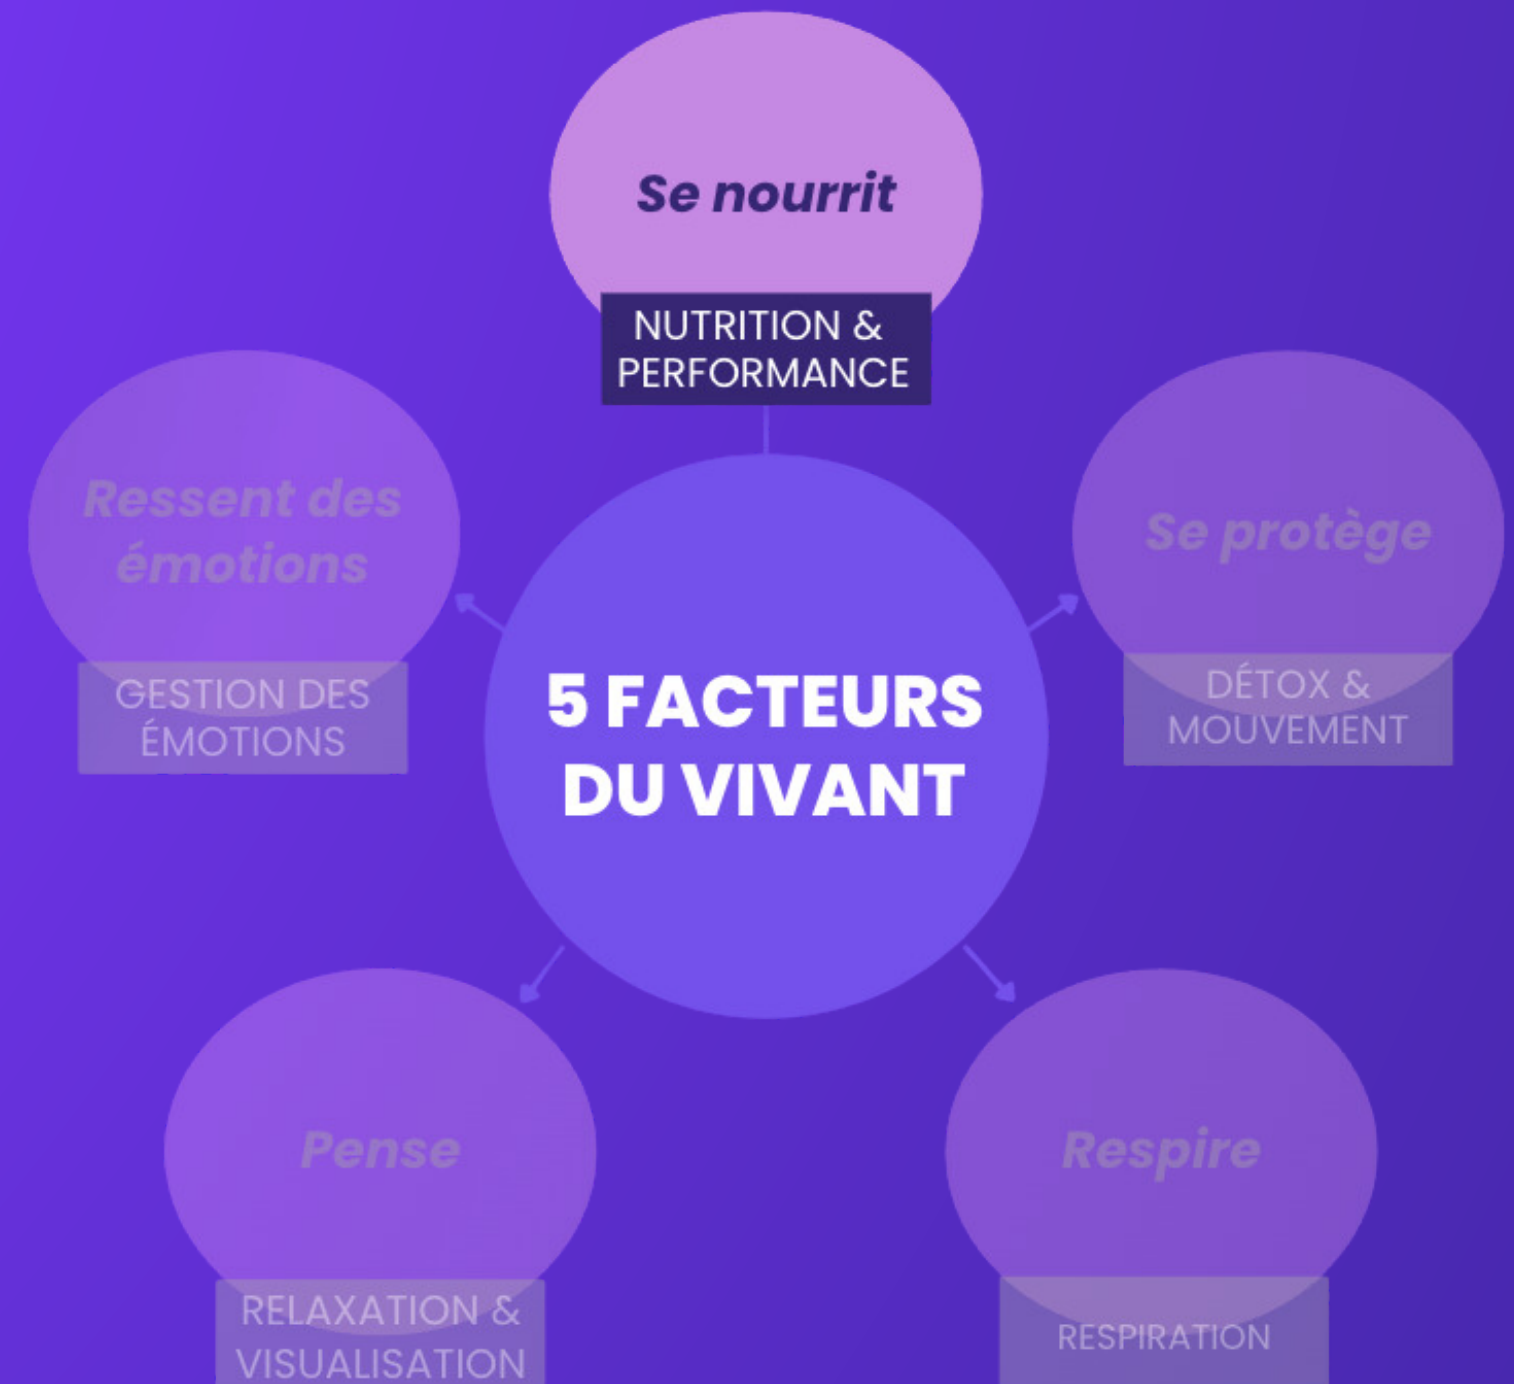 Se nourrit
NUTRITION &
PERFORMANCE
Ressent des
émotions
GESTION DES
ÉMOTIONS
Se protège
DÉTOX &
MOUVEMENT
5 FACTEURS
DU VIVANT
Pense
RELAXATION &
VISUALISATION
Respire
RESPIRATION